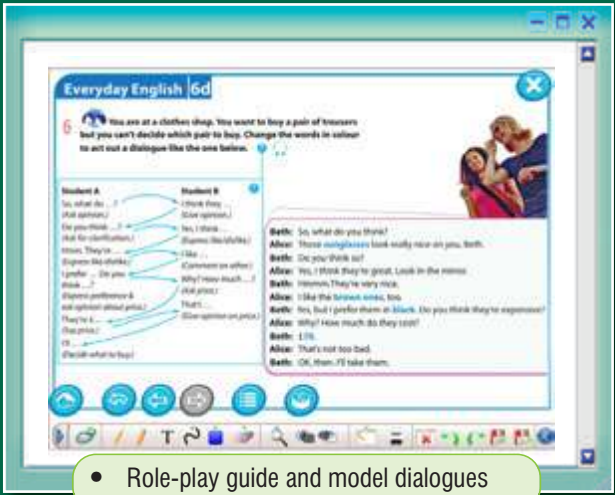 Everyday English 6d
6 You are at a clothes shop. You want to buy a pair of trousers
but you can't decide which pair to buy. Change the words in colour
to act out a dialogue like the one below.
Student A
So, what do ...?
(Ask opinion.)
Do you think ...?
(Ask for clarification.)
Hmm. They're ...
(Express like/dislike.)
I prefer ... Do you
think ...?
(Express preference &
ask opinion about price.)
They're £ ...
(Say price.)
I'll ...
(Decide what to buy.)
Student B
I think they ...
(Give opinion.)
Yes, I think ...
(Express like/dislike.)
I like ...
(Comment on other.)
Why? How much ...?
(Ask price.)
That's ...
(Give opinion on price.)
Beth: So, what do you think?
Alice: Those sunglasses look really nice on you, Beth.
Beth: Do you think so?
Alice: Yes, I think they're great. Look in the mirror.
Beth: Hmmm. They're very nice.
Alice: I like the brown ones, too.
Beth: Yes, but I prefer them in black. Do you think they're expensive?
Alice: Why? How much do they cost?
Beth:
Alice: That's not too bad.
Beth: OK, then. I'll take them.
T
• Role-play guide and model dialogues